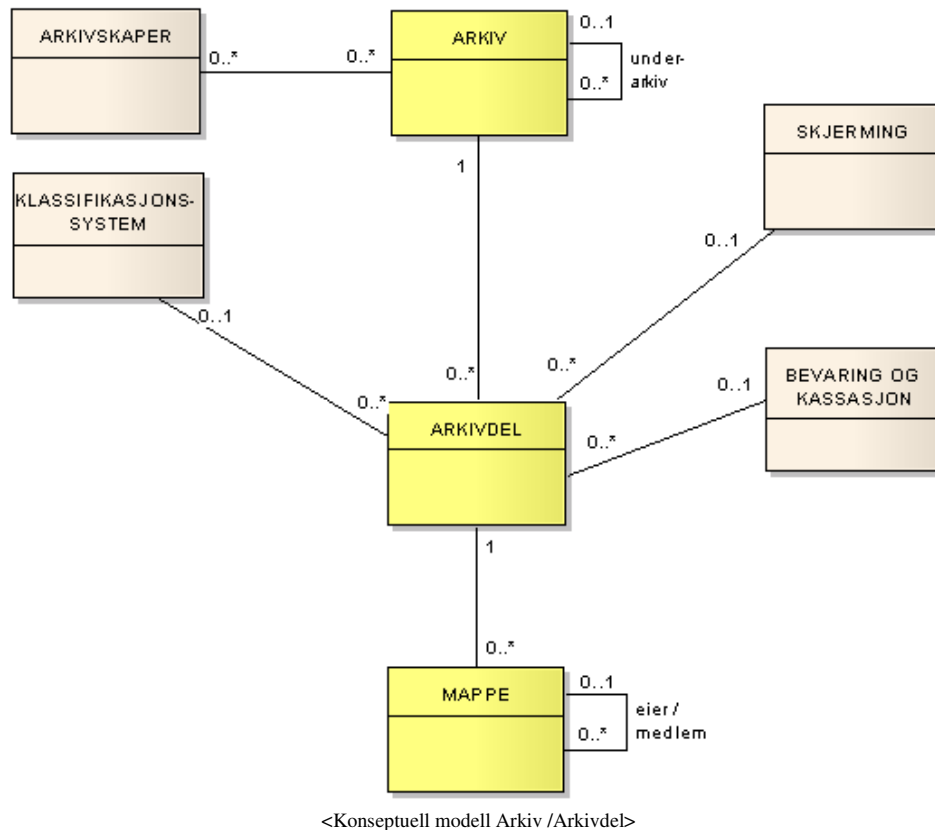 ARKIVSKAPER
0..*
0..*
ARKIV
0..1
0..*
under-
arkiv
1
SKJERMING
KLASSIFIKASJONS-
SYSTEM
0..1
0..1
0..*
0..*
0..*
BEVARING OG
KASSASJON
0..1
0..*
ARKIVDEL
1
0..*
MAPPE
0..1
0..*
eier/
medlem
<Konseptuell modell Arkiv /Arkivdel>